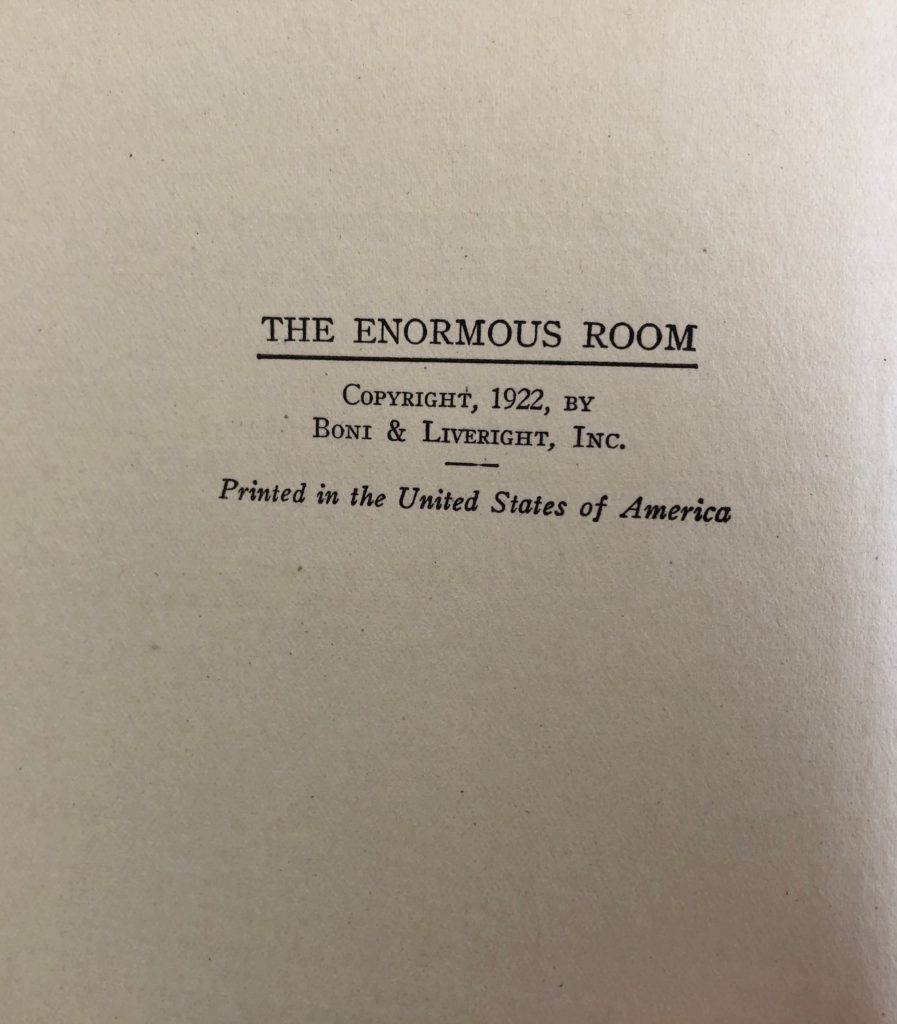 THE ENORMOUS ROOM
COPYRIGHT, 1922, BY
BONI & LIVERIGHT, INC.
Printed in the United States of America